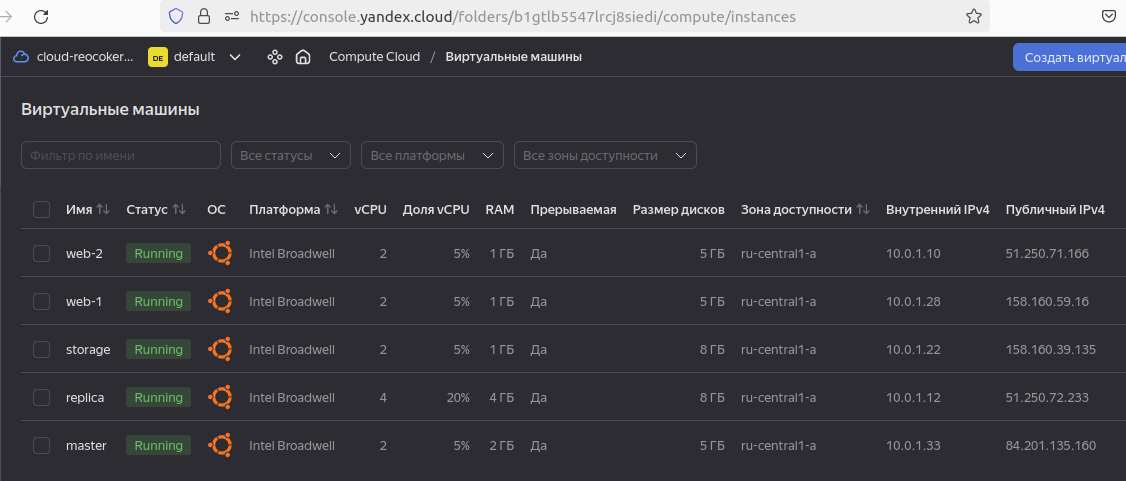 https://console.yandex.cloud/folders/b1gtlb5547lrcj8siedi/compute/instances
cloud-reocoker... DE default Compute Cloud / Виртуальные машины Создать виртуал
Виртуальные машины
Фильтр по имени Все статусы Все платформы Все зоны доступности
Имя Статус ОС Платформа vCPU Доля vCPU RAM Прерываемая Размер дисков Зона доступности Внутренний IPv4 Публичный IPv4
web-2 Running Intel Broadwell 2 5% 1 ГБ Да 5 ГБ ru-central1-a 10.0.1.10 51.250.71.166
web-1 Running Intel Broadwell 2 5% 1 ГБ Да 5 ГБ ru-central1-a 10.0.1.28 158.160.59.16
storage Running Intel Broadwell 2 5% 1 ГБ Да 8 ГБ ru-central1-a 10.0.1.22 158.160.39.135
replica Running Intel Broadwell 4 20% 4 ГБ Да 8 ГБ ru-central1-a 10.0.1.12 51.250.72.233
master Running Intel Broadwell 2 5% 2 ГБ Да 5 ГБ ru-central1-a 10.0.1.33 84.201.135.160